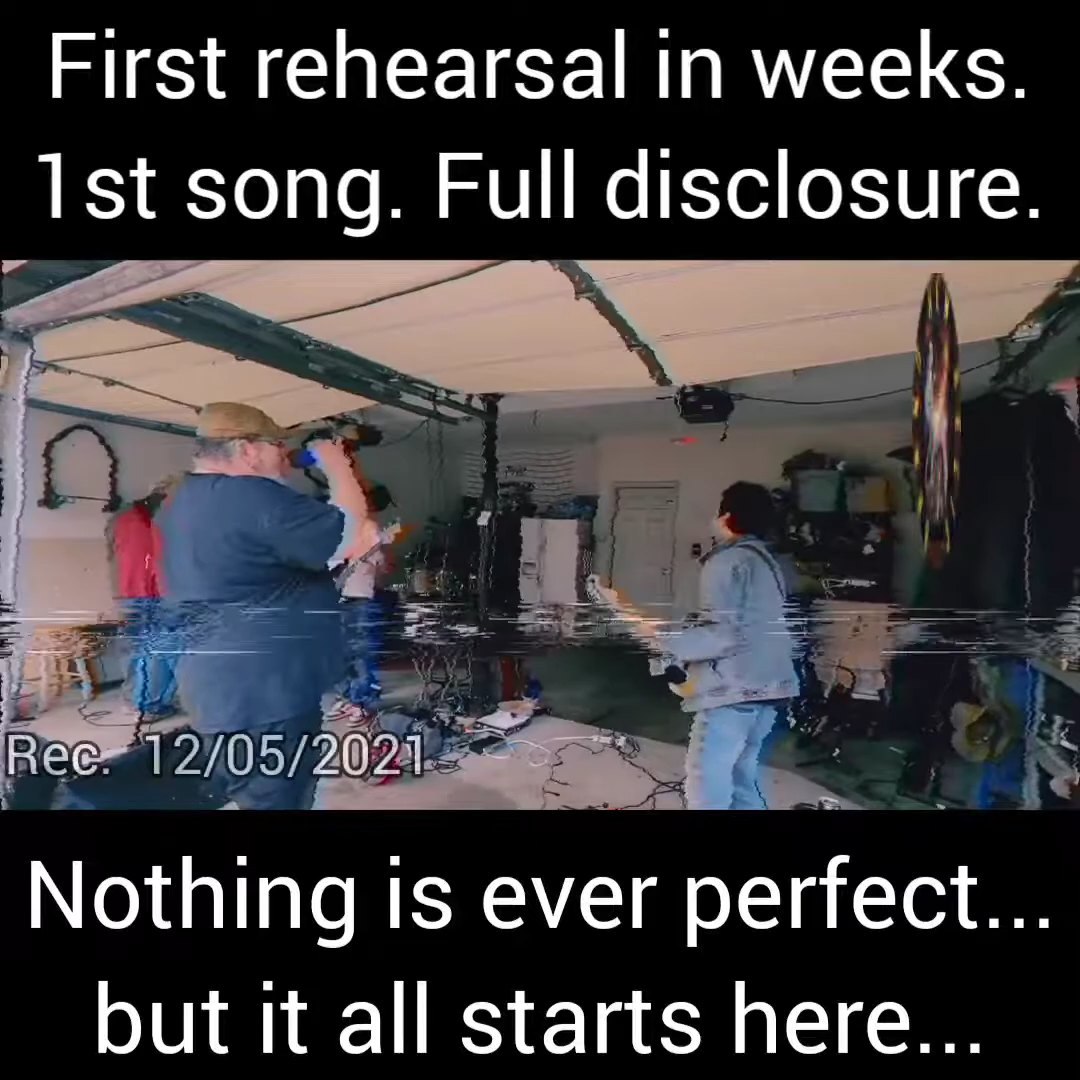 First rehearsal in weeks.
1st song. Full disclosure.
Rec. 12/05/2021
Nothing is ever perfect...
but it all starts here...